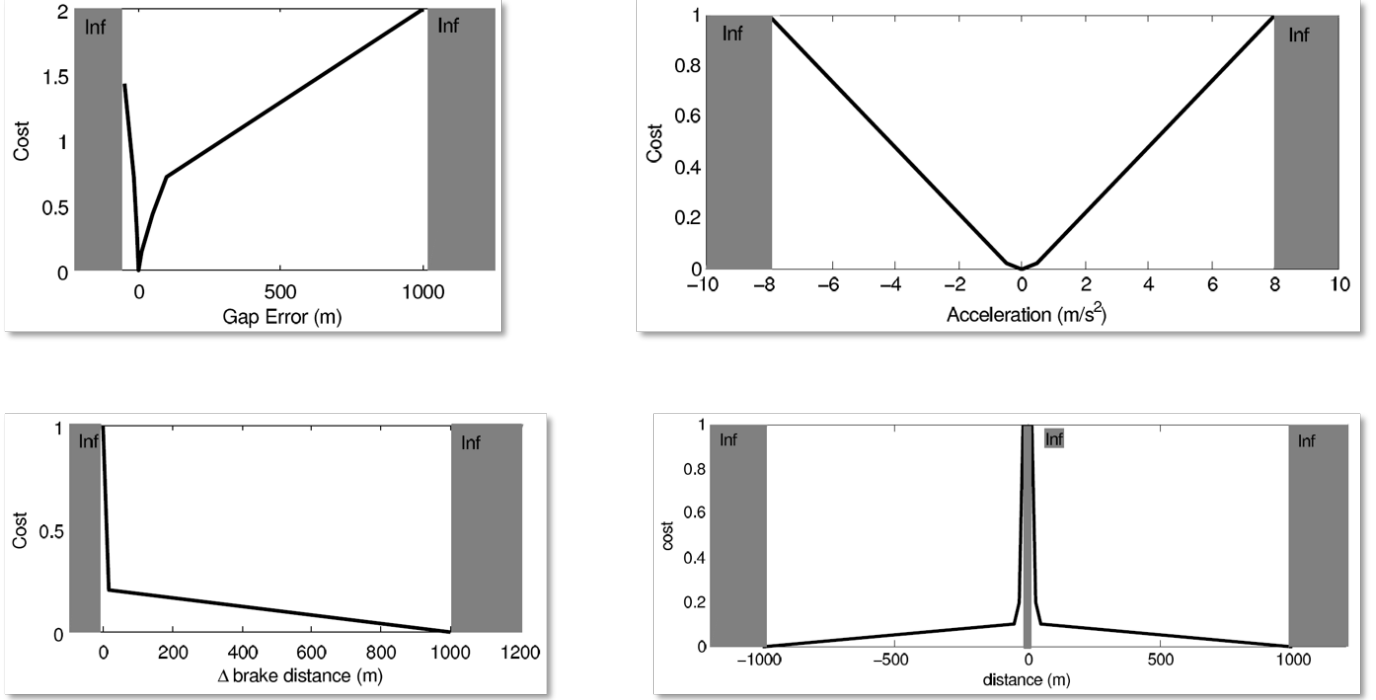 2
1.5
1
0.5
0
Cost
Inf
Inf
0
500
1000
Gap Error (m)
1
0.8
0.6
0.4
0.2
0
Cost
Inf
Inf
−10
−8
−6
−4
−2
0
2
4
6
8
10
Acceleration (m/s²)
1
0.5
0
Cost
Inf
Inf
0
200
400
600
800
1000
1200
Δ brake distance (m)
1
0.8
0.6
0.4
0.2
0
cost
Inf
Inf
Inf
−1000
−500
0
500
1000
distance (m)